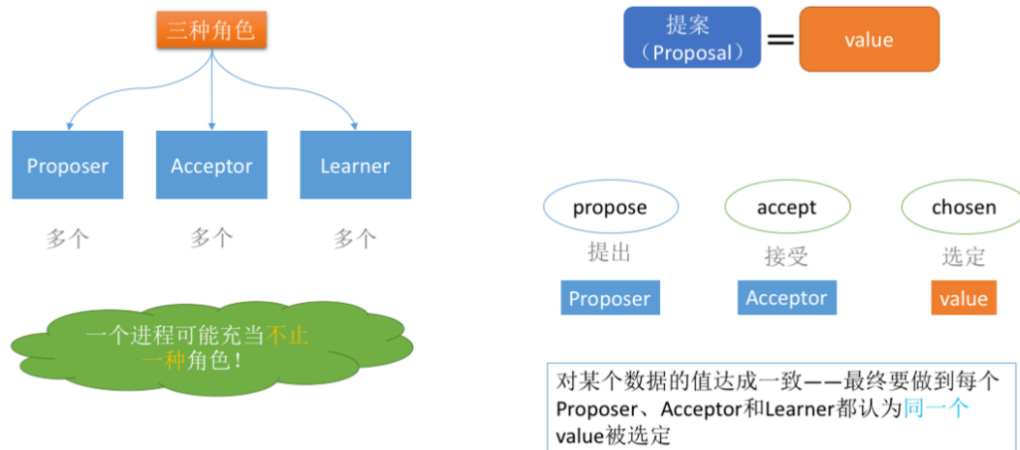 三种角色
Proposer
Acceptor
Learner
多个
多个
多个
一个进程可能充当不止
一种角色！
提案
（Proposal）
=
value
propose
accept
chosen
提出
接受
选定
Proposer
Acceptor
value
对某个数据的值达成一致——最终要做到每个
Proposer、Acceptor和Learner都认为同一个
value被选定